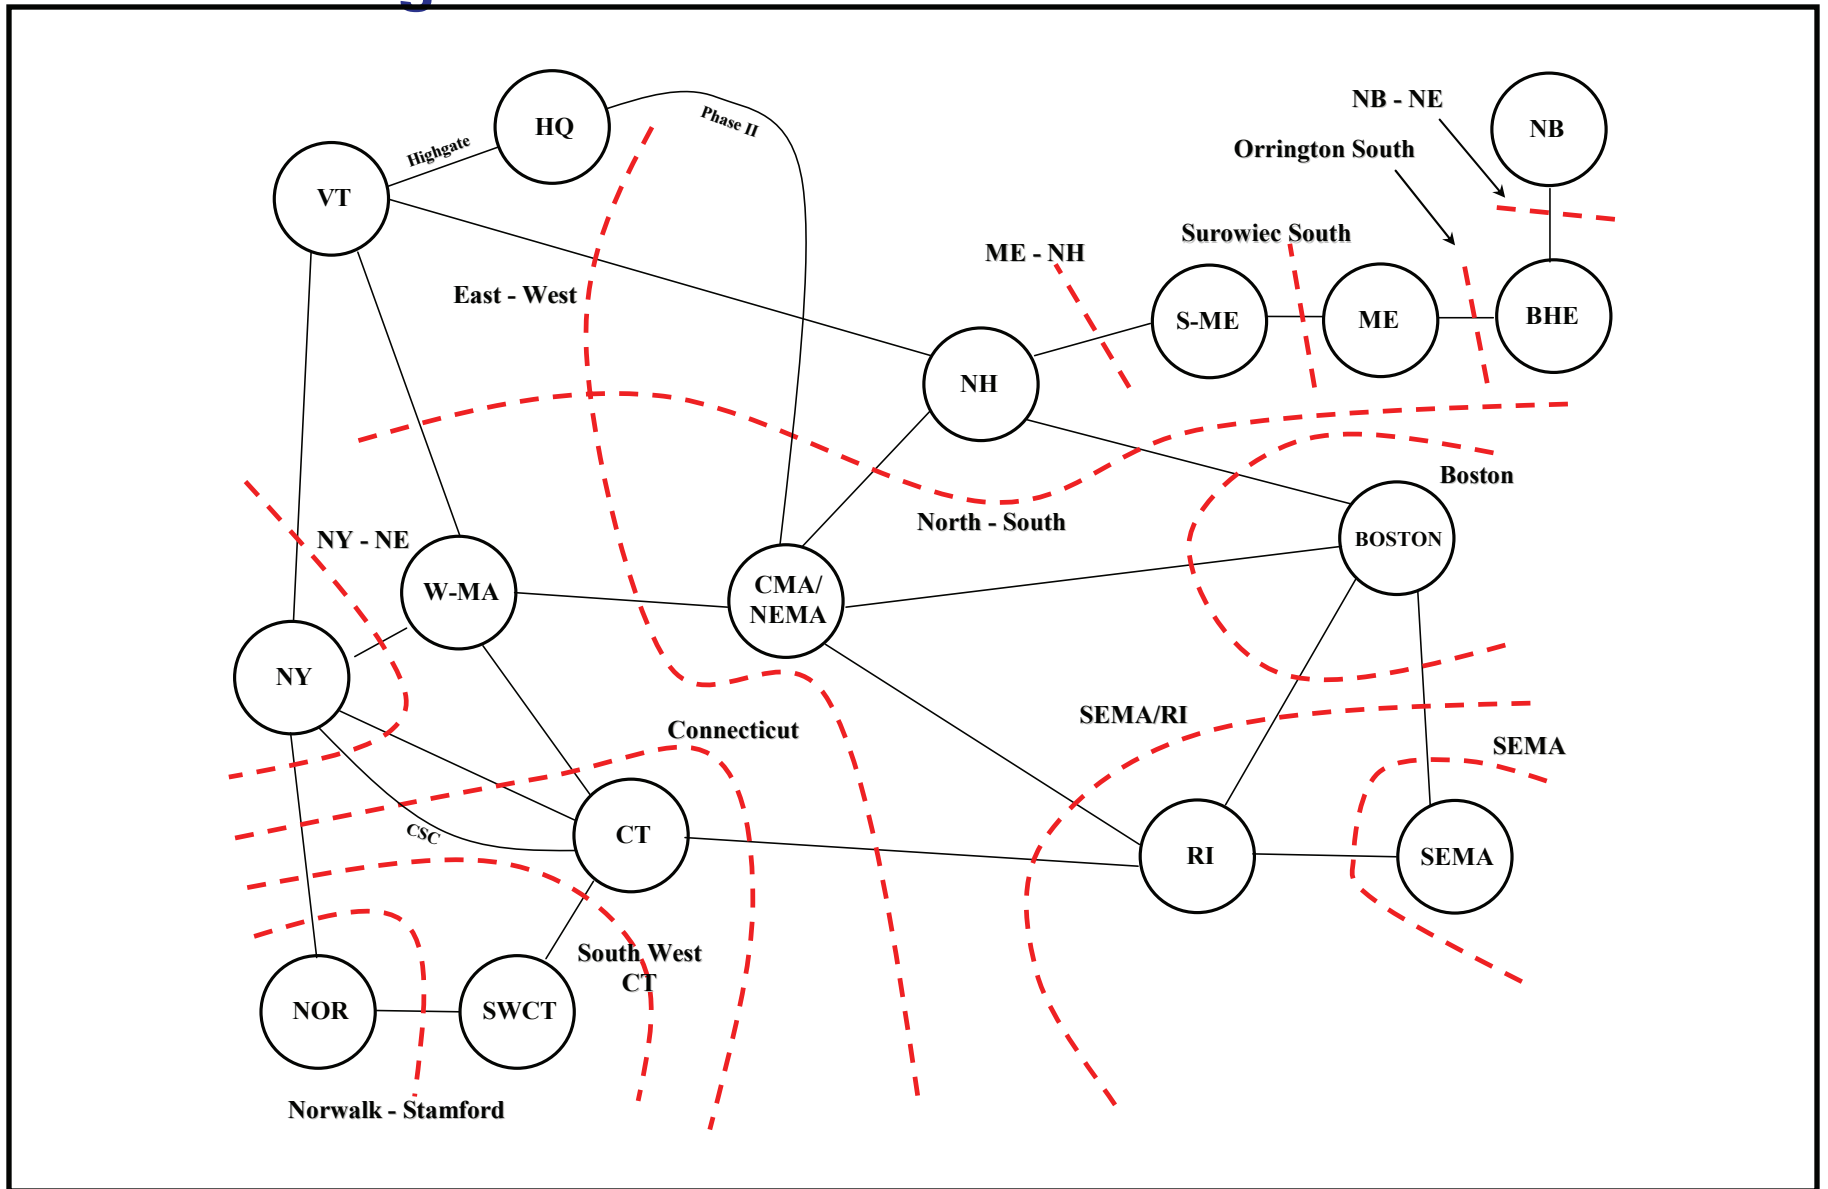 HQ
Phase II
NB - NE
NB
Orrington South
Highgate
VT
Surowiec South
ME - NH
East - West
S-ME
ME
BHE
NH
Boston
North - South
NY - NE
BOSTON
W-MA
CMA/
NEMA
NY
SEMA/RI
Connecticut
SEMA
CSC
CT
RI
SEMA
South West
CT
NOR
SWCT
Norwalk - Stamford